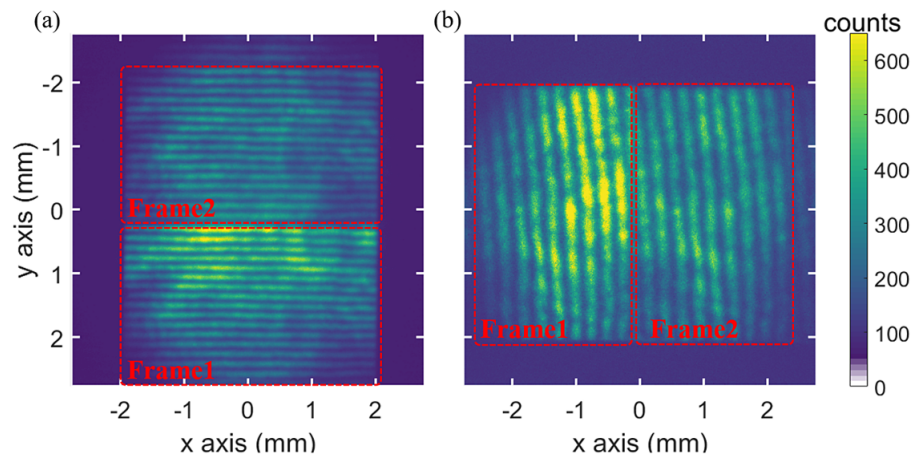 (a)
(b)
counts
-2
-1
0
1
2
y axis (mm)
Frame2
Frame1
-2
-1
0
1
2
x axis (mm)
Frame1
Frame2
-2
-1
0
1
2
x axis (mm)
600
500
400
300
200
100
0